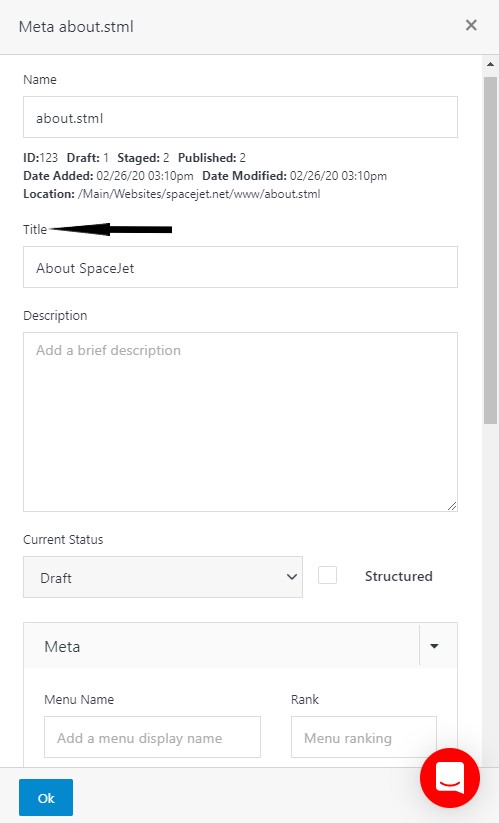 Meta about.stml
Name
about.stml
ID:123 Draft: 1 Staged: 2 Published: 2
Date Added: 02/26/20 03:10pm Date Modified: 02/26/20 03:10pm
Location: /Main/Websites/spacejet.net/www/about.stml
Title
About SpaceJet
Description
Add a brief description
Current Status
Draft
Structured
Meta
Menu Name Rank
Add a menu display name Menu ranking
Ok